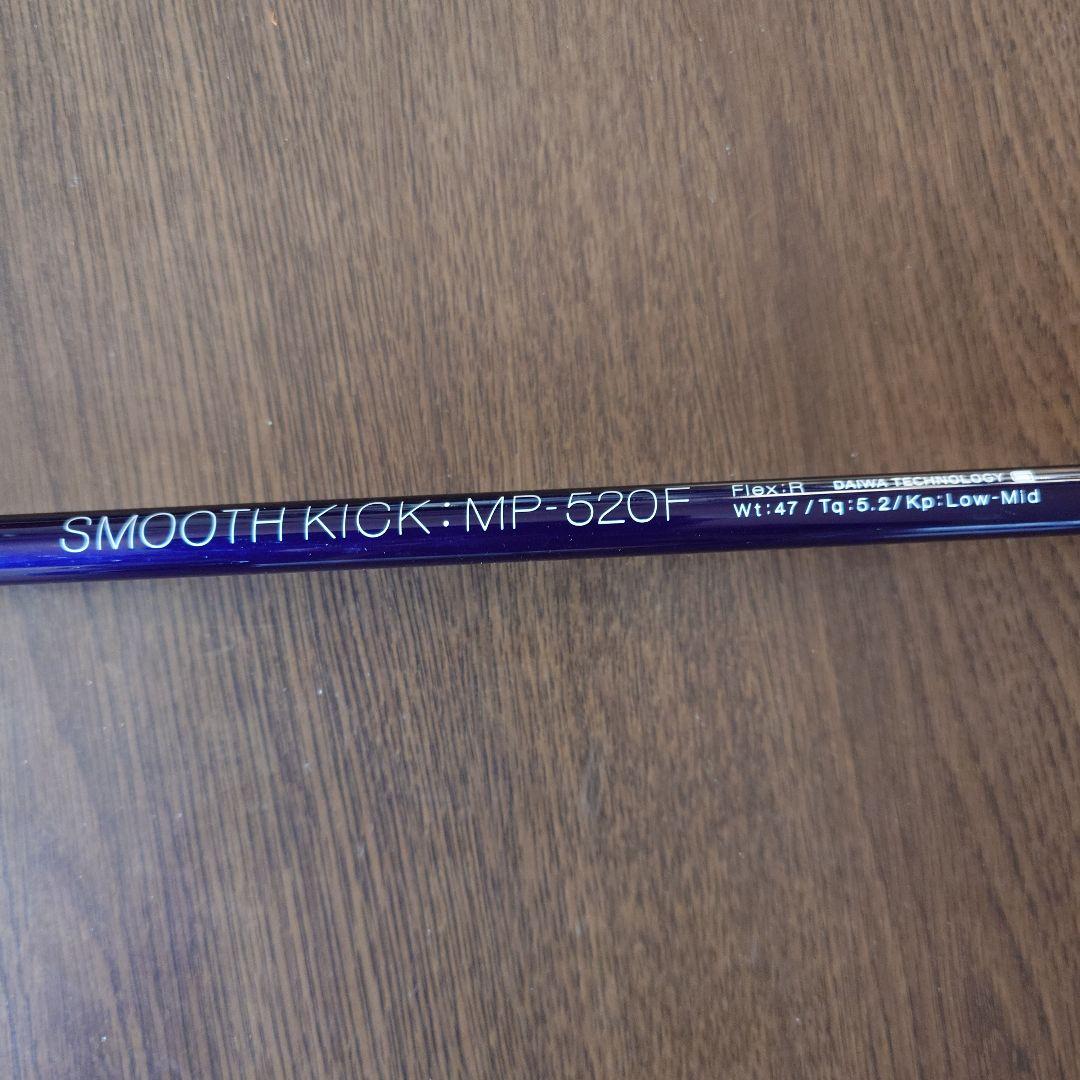 SMOOTH KICK: MP-520F
Flex:R DAIWA TECHNOLOGY
Wt:47/Tq:5.2/Kp:Low-Mid